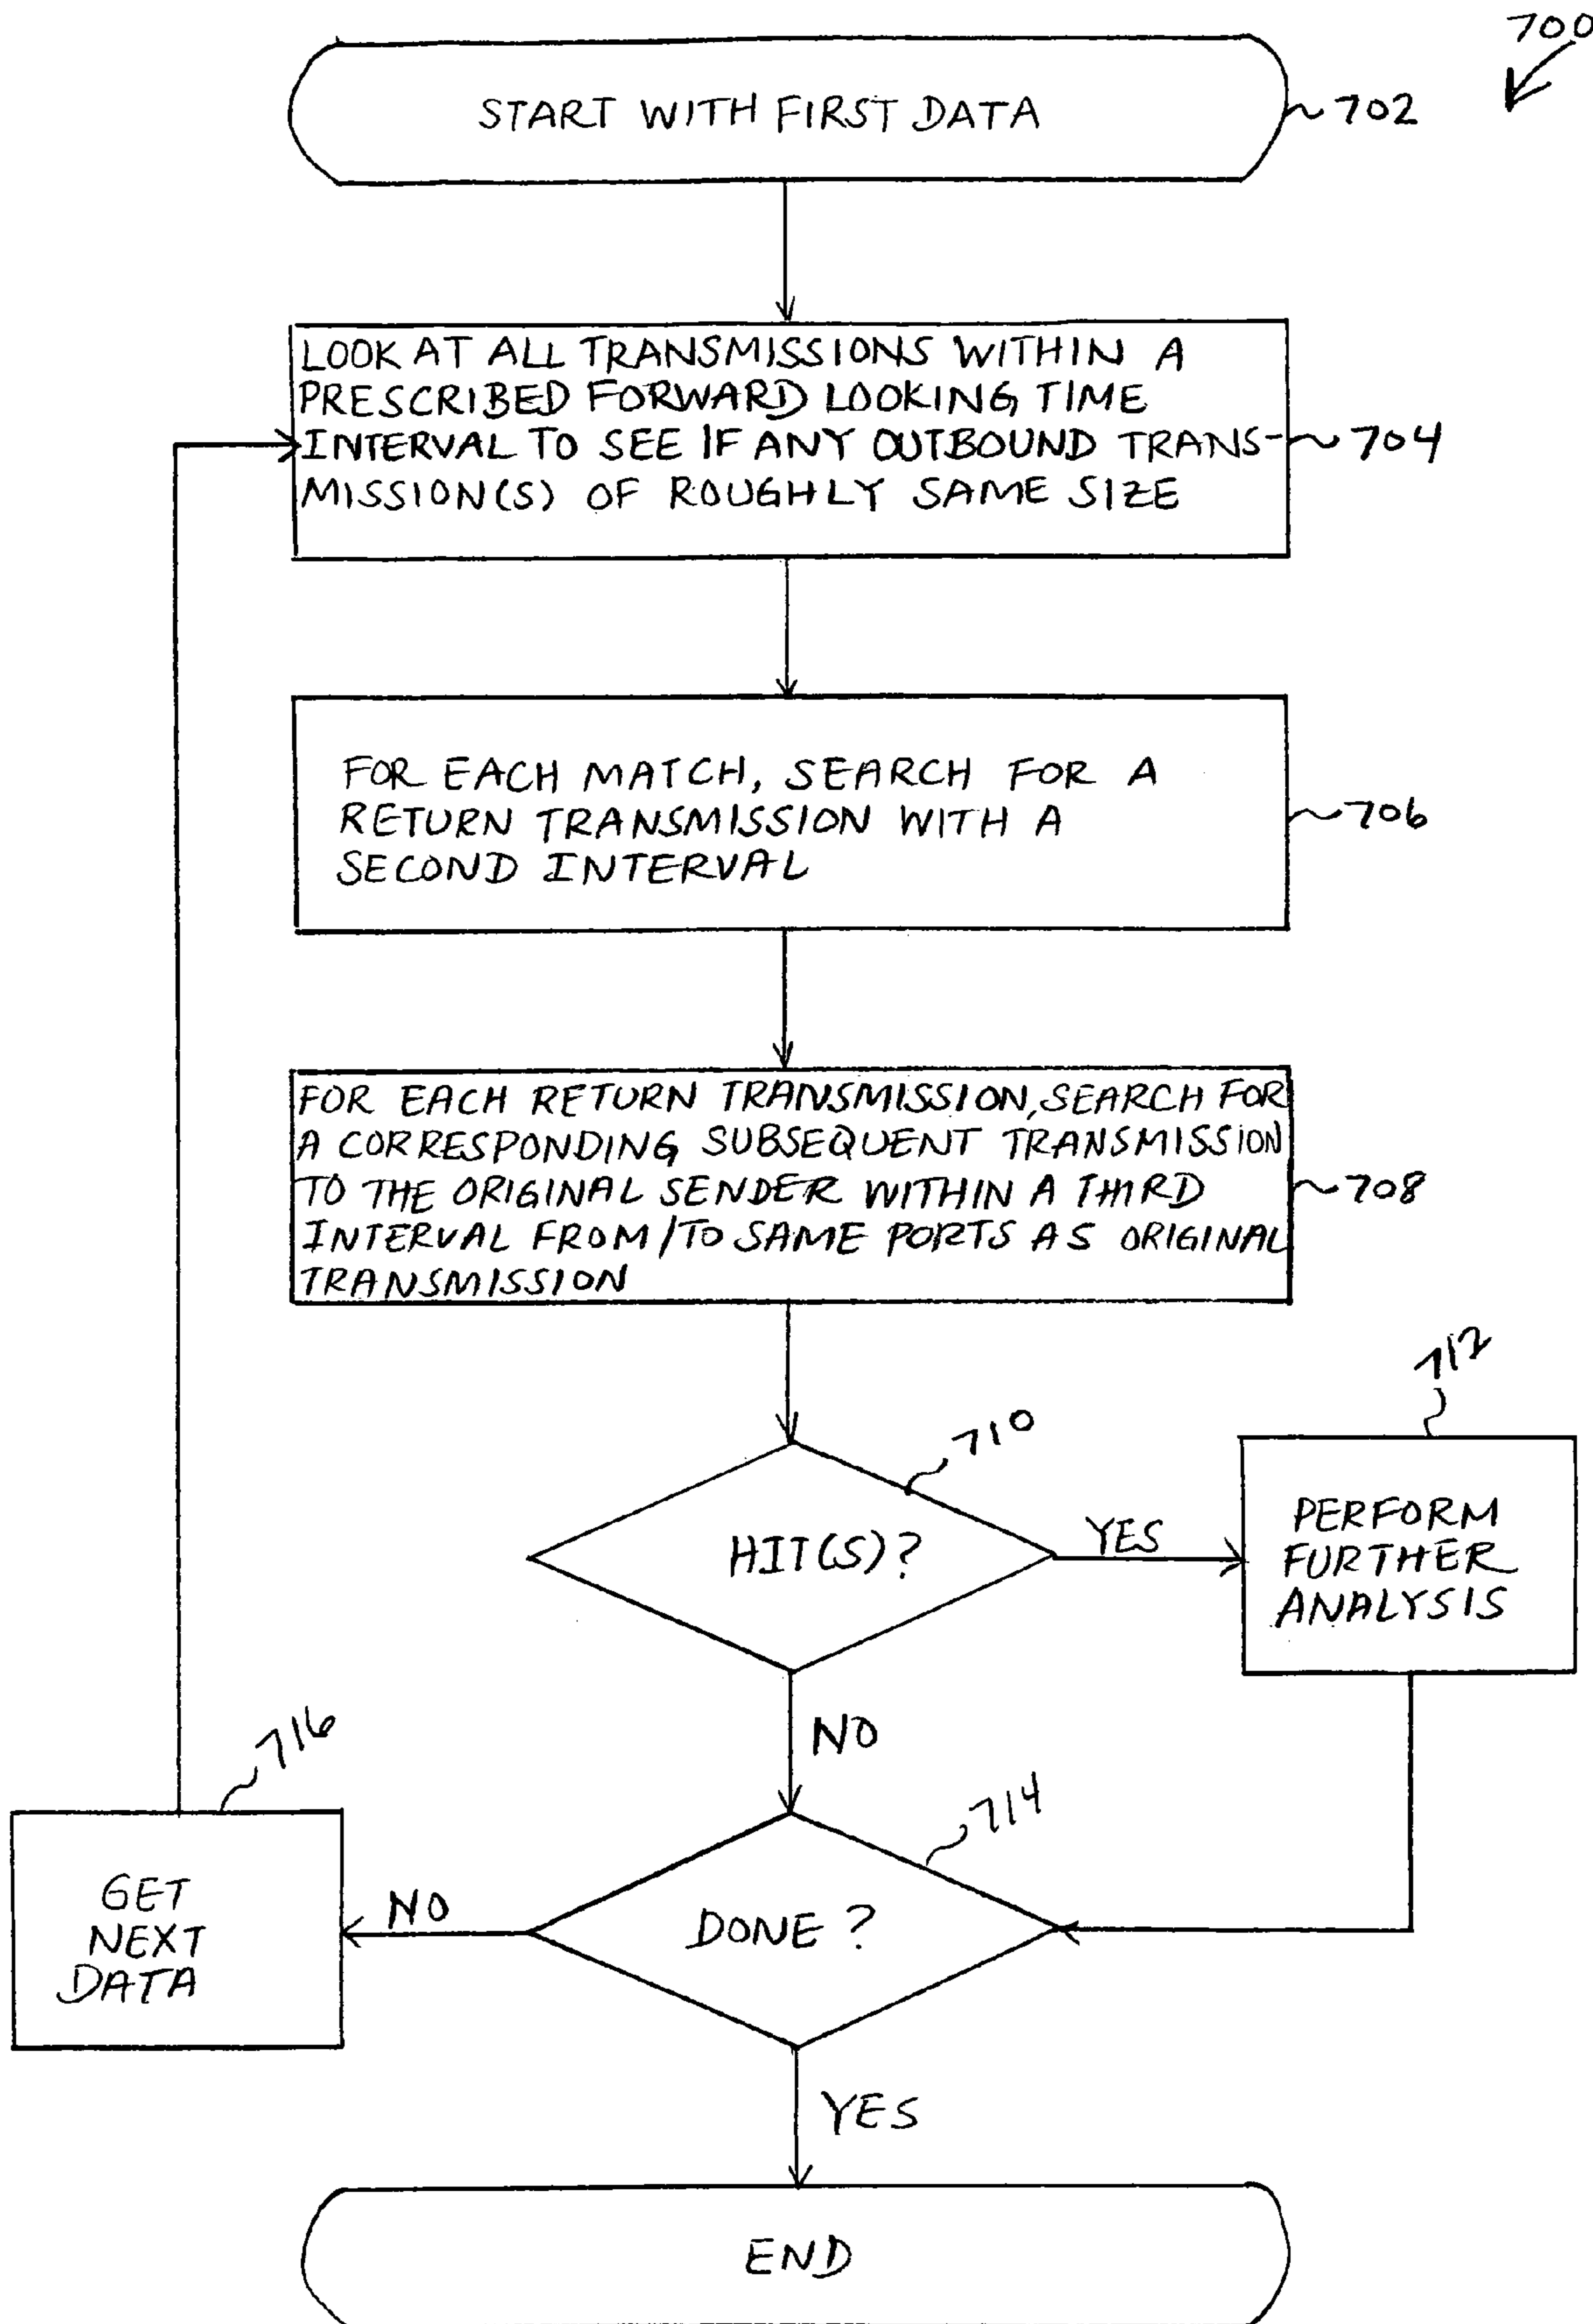 700
START WITH FIRST DATA
702
LOOK AT ALL TRANSMISSIONS WITHIN A
PRESCRIBED FORWARD LOOKING TIME
INTERVAL TO SEE IF ANY OUTBOUND TRANS-
MISSION(S) OF ROUGHLY SAME SIZE
704
FOR EACH MATCH, SEARCH FOR A
RETURN TRANSMISSION WITH A
SECOND INTERVAL
706
FOR EACH RETURN TRANSMISSION, SEARCH FOR
A CORRESPONDING SUBSEQUENT TRANSMISSION
TO THE ORIGINAL SENDER WITHIN A THIRD
INTERVAL FROM/TO SAME PORTS AS ORIGINAL
TRANSMISSION
708
710
HIT(S)?
YES
712
PERFORM
FURTHER
ANALYSIS
NO
714
DONE?
NO
716
GET
NEXT
DATA
YES
END